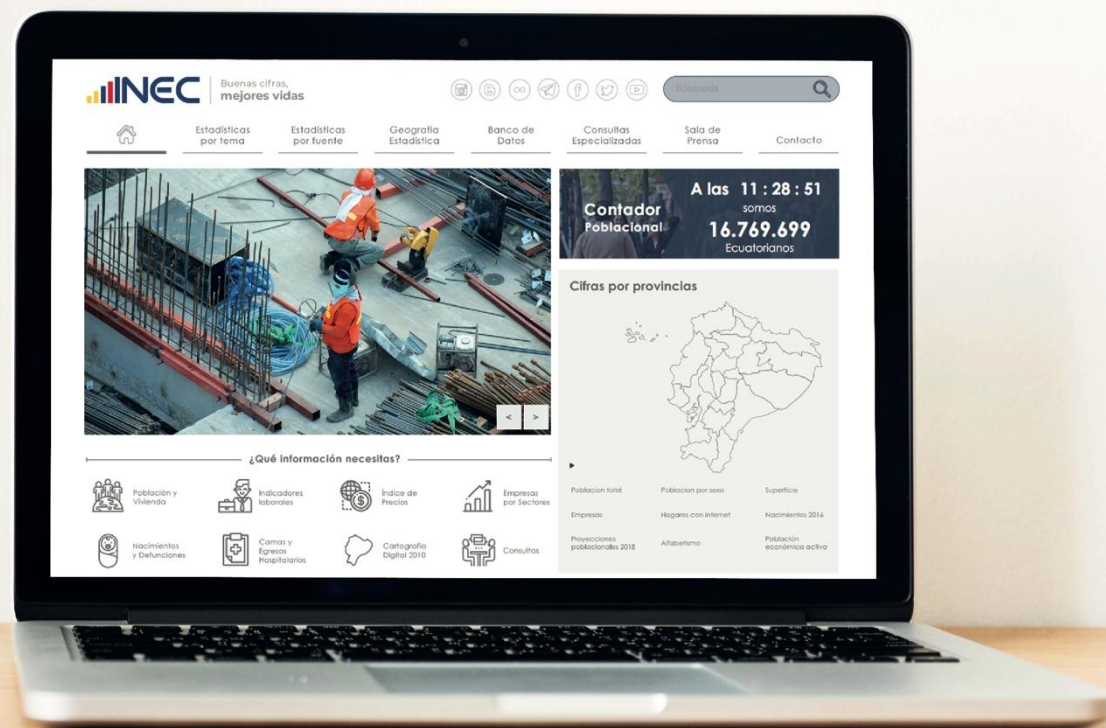 INEC
Buenas cifras,
mejores vidas
Búsqueda
Estadísticas
por tema
Estadísticas
por fuente
Geografía
Estadística
Banco de
Datos
Consultas
Especializadas
Sala de
Prensa
Contacto
Contador
Poblacional
A las 11 : 28 : 51
somos
16.769.699
Ecuatorianos
< >
Cifras por provincias
Poblacion total
Poblacion por sexo
Superficie
Empresas
Hogares con internet
Nacimientos 2016
Proyecciones
poblacionales 2018
Alfabetismo
Población
económica activa
¿Qué información necesitas?
Población y
Vivienda
Indicadores
laborales
Índice de
Precios
Empresas
por Sectores
Nacimientos
y Defunciones
Camas y
Egresos
Hospitalarios
Cartografía
Digital 2010
Consultas